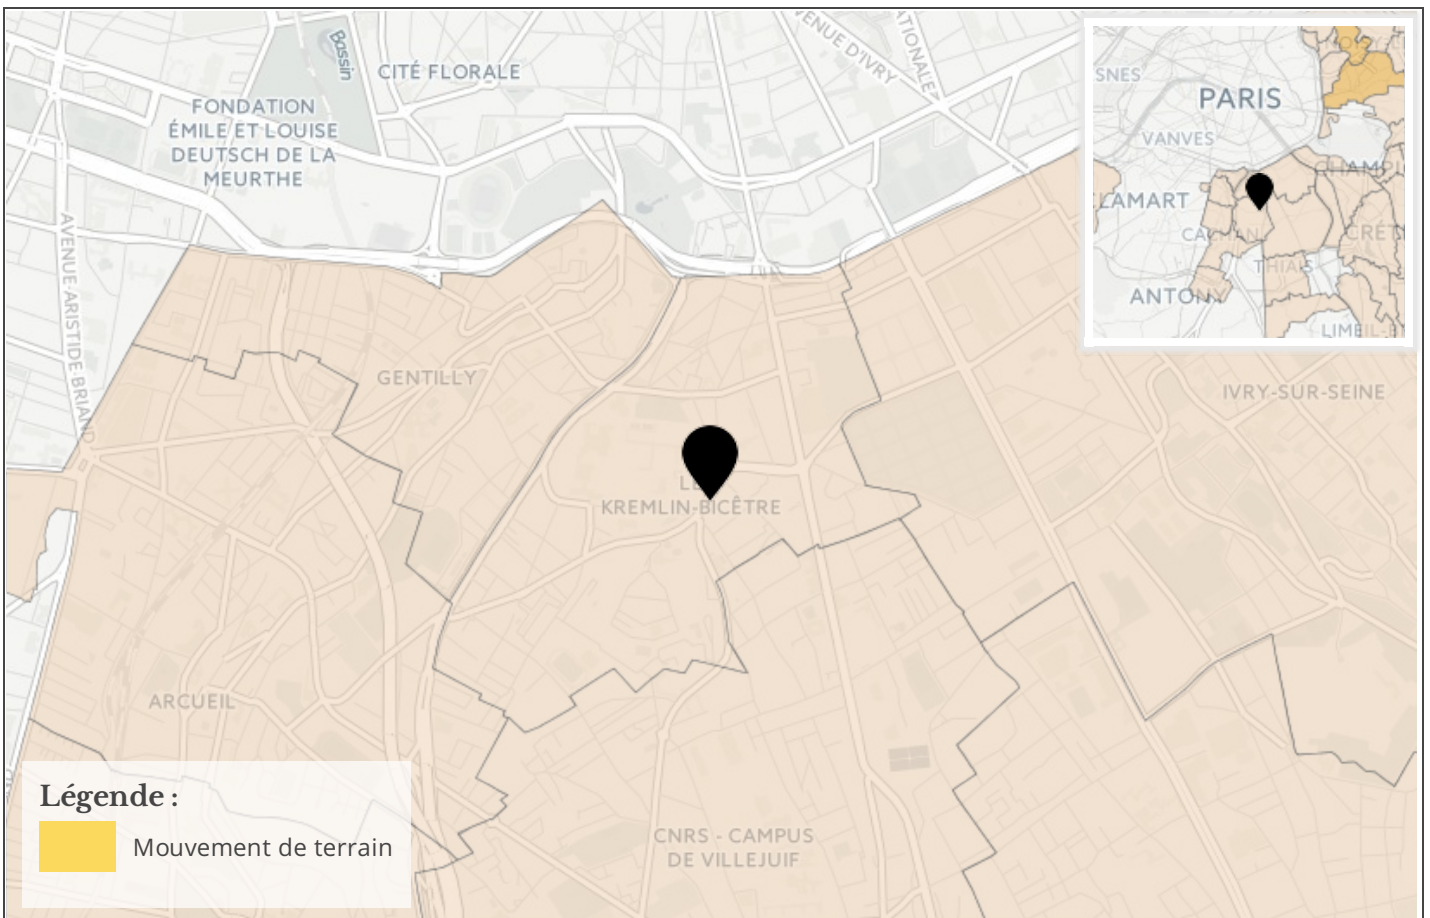 Bassin
CITÉ FLORALE
FONDATION
ÉMILE ET LOUISE
DEUTSCH DE LA
MEURTHE
AVENUE D'IVRY
AVENUE ARISTIDE BRIAND
GENTILLY
IVRY-SUR-SEINE
KREMLIN-BICÊTRE
ARCUEIL
CNRS - CAMPUS
DE VILLEJUIF
PARIS
VANVES
ANTONY
THIAIS
Légende :
Mouvement de terrain